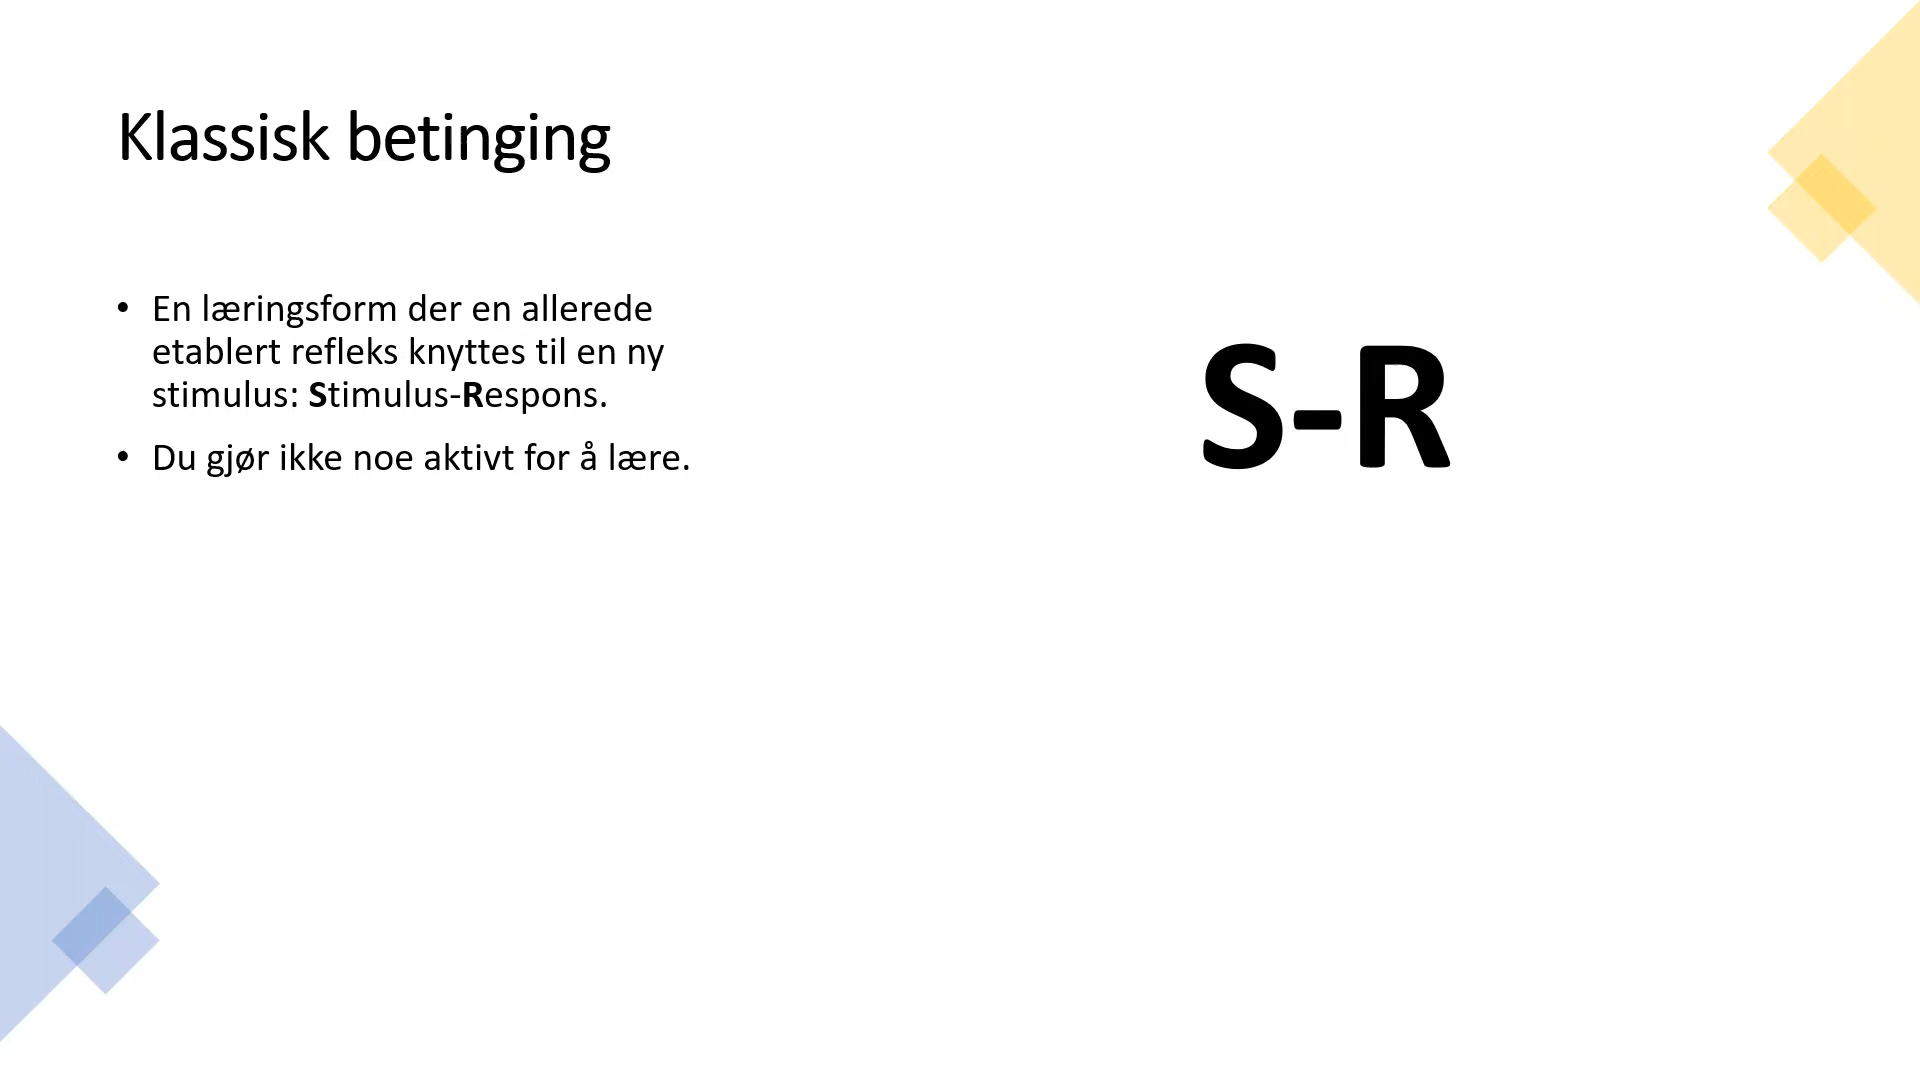 Klassisk betinging
• En læringsform der en allerede
etablert refleks knyttes til en ny
stimulus: Stimulus-Respons.
• Du gjør ikke noe aktivt for å lære.
S-R